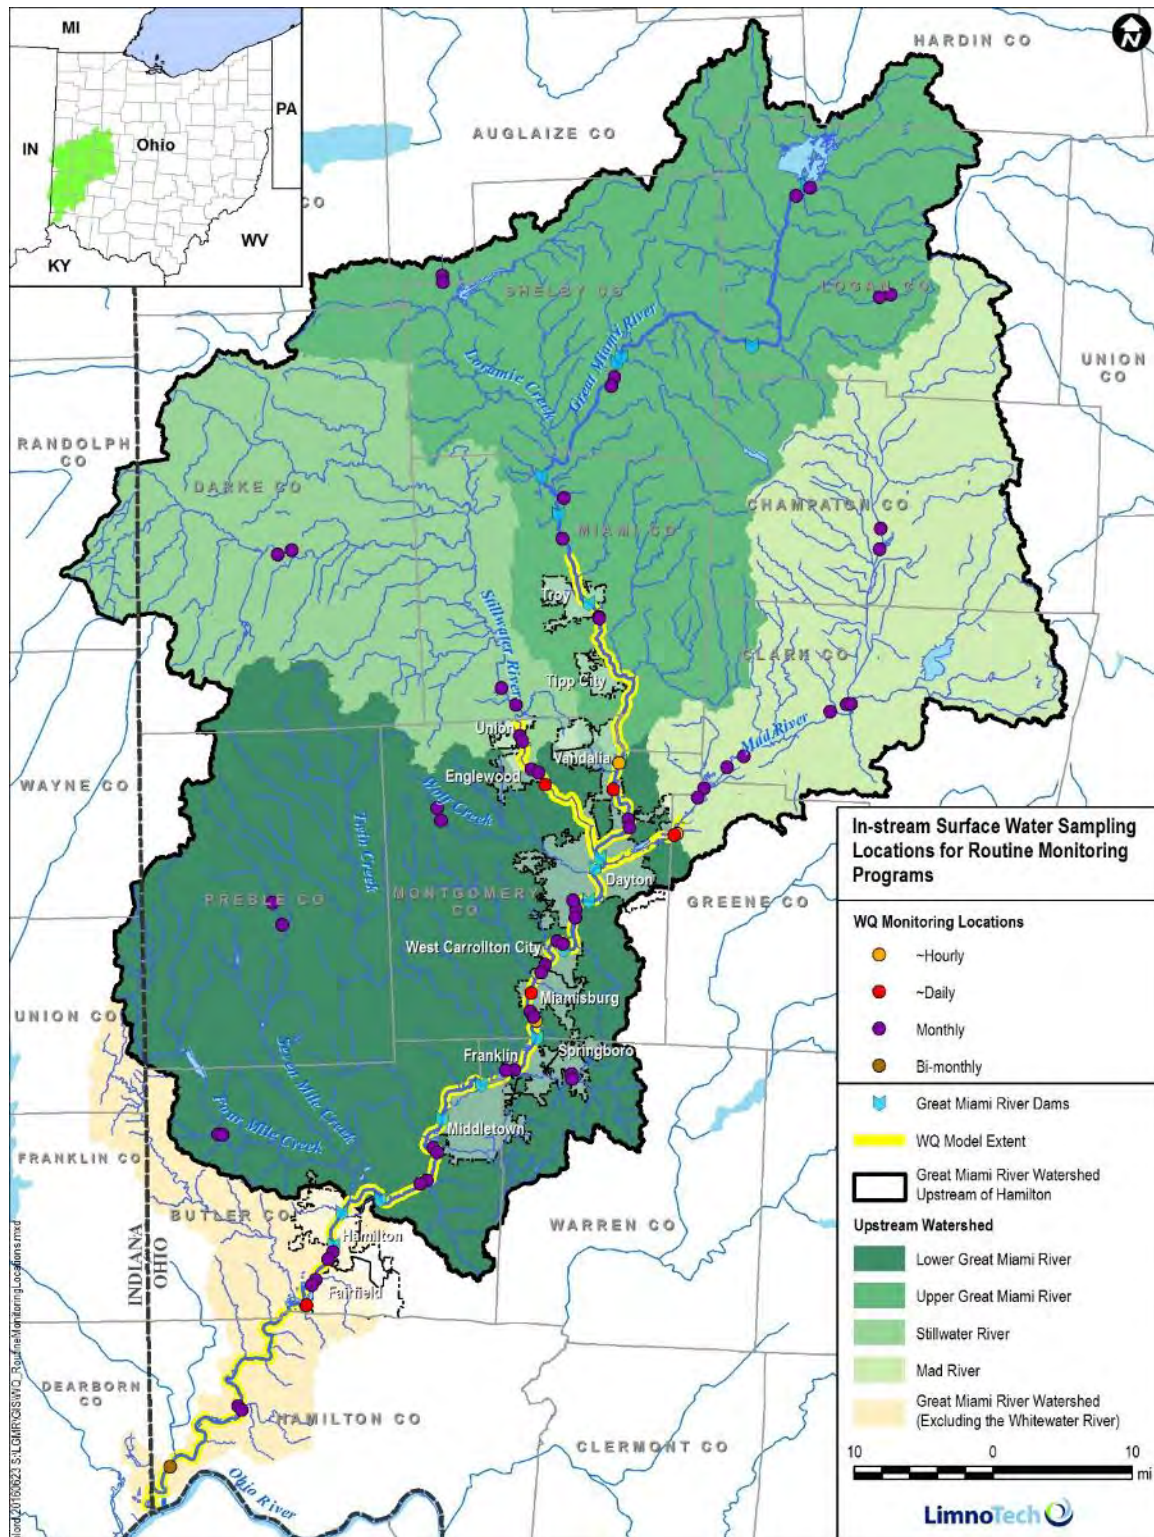 MI
PA
IN
Ohio
CO
WV
KY
N
HARDIN CO
AUGLAIZE CO
SHELBY CO
LOGAN CO
Great Miami River
Loramie Creek
UNION
CO
RANDOLPH
CO
DARKE CO
CHAMPAIGN CO
MIAMI CO
Troy
Stillwater River
CLARK CO
Tipp City
Union
Vandalia
Mad River
Englewood
WAYNE CO
Wolf Creek
Twin Creek
Dayton
PREBLE CO
MONTGOMERY
CO
GREENE CO
West Carrollton City
Miamisburg
UNION CO
Franklin
Springboro
Seven Mile Creek
Four Mile Creek
Middletown
FRANKLIN CO
BUTLER CO
WARREN CO
Hamilton
INDIANA
OHIO
Fairfield
DEARBORN
CO
HAMILTON CO
CLERMONT CO
Ohio River
In-stream Surface Water Sampling
Locations for Routine Monitoring
Programs
WQ Monitoring Locations
~Hourly
~Daily
Monthly
Bi-monthly
Great Miami River Dams
WQ Model Extent
Great Miami River Watershed
Upstream of Hamilton
Upstream Watershed
Lower Great Miami River
Upper Great Miami River
Stillwater River
Mad River
Great Miami River Watershed
(Excluding the Whitewater River)
10 0 10
mi
LimnoTech